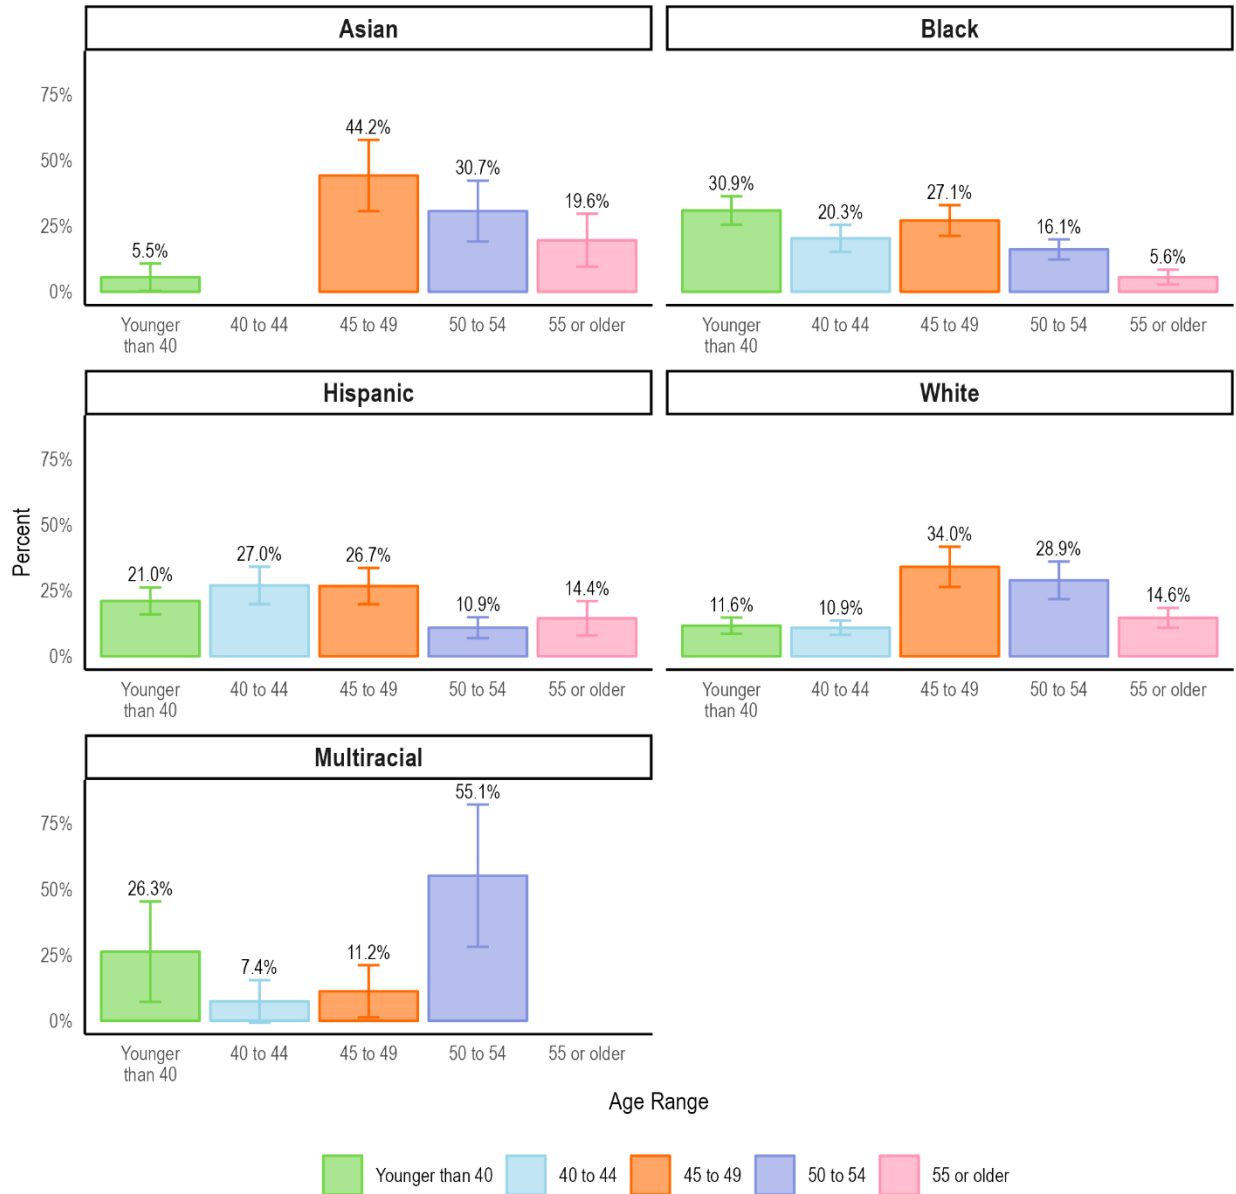 Asian
Black
75%
50%
25%
0%
5.5%
44.2%
30.7%
19.6%
30.9%
20.3%
27.1%
16.1%
5.6%
Younger
than 40
40 to 44
45 to 49
50 to 54
55 or older
Younger
than 40
40 to 44
45 to 49
50 to 54
55 or older
Hispanic
White
Percent
75%
50%
25%
0%
21.0%
27.0%
26.7%
10.9%
14.4%
11.6%
10.9%
34.0%
28.9%
14.6%
Younger
than 40
40 to 44
45 to 49
50 to 54
55 or older
Younger
than 40
40 to 44
45 to 49
50 to 54
55 or older
Multiracial
75%
50%
25%
0%
26.3%
7.4%
11.2%
55.1%
Younger
than 40
40 to 44
45 to 49
50 to 54
55 or older
Age Range
Younger than 40
40 to 44
45 to 49
50 to 54
55 or older